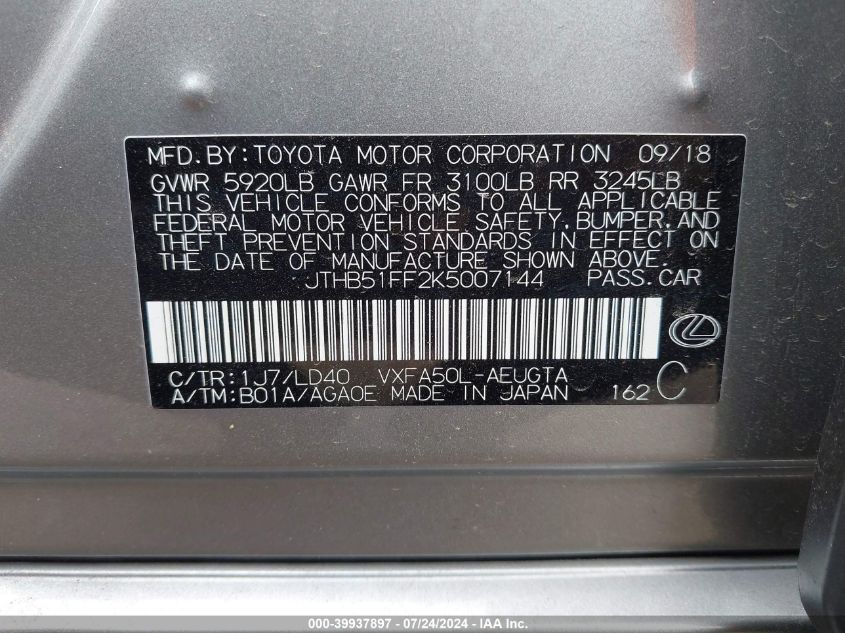 MFD.BY:TOYOTA MOTOR CORPORATION 09/18
GVWR 5920LB GAWR FR 3100LB RR 3245LB
THIS VEHICLE CONFORMS TO ALL APPLICABLE
FEDERAL MOTOR VEHICLE SAFETY,BUMPER,AND
THEFT PREVENTION STANDARDS IN EFFECT ON
THE DATE OF MANUFACTURE SHOWN ABOVE.
JTHB51FF2K5007144 PASS.CAR
C/TR:1J7/LD40 VXFA50L-AEUGTA
A/TM:B01A/AGA0E MADE IN JAPAN 162 C
000-39937897 - 07/24/2024 - IAA Inc.